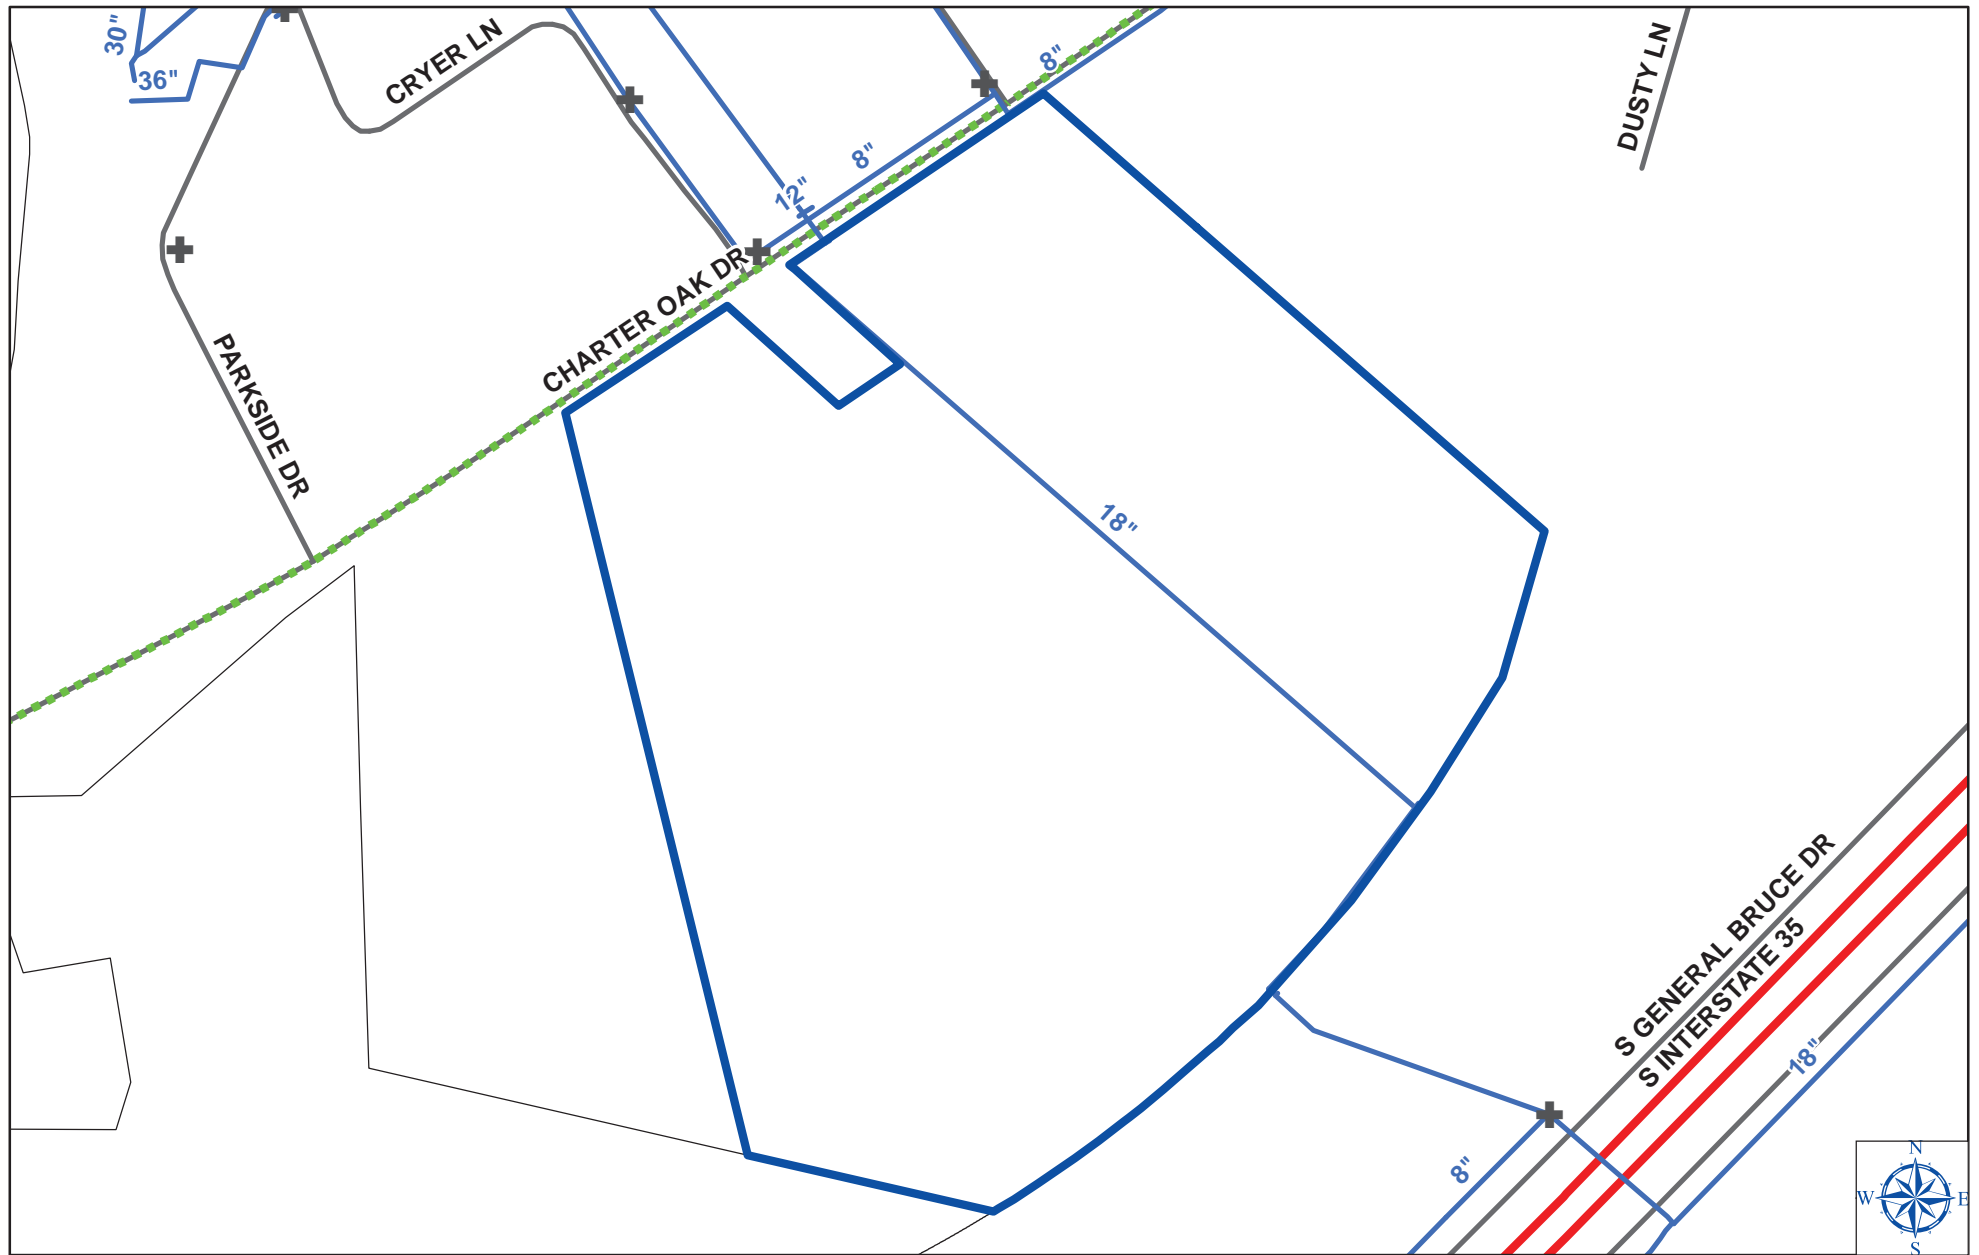 30"
36"
CRYER LN
8"
DUSTY LN
8"
12"
CHARTER OAK DR
PARKSIDE DR
18"
S GENERAL BRUCE DR
S INTERSTATE 35
18"
8"
N
W E
S